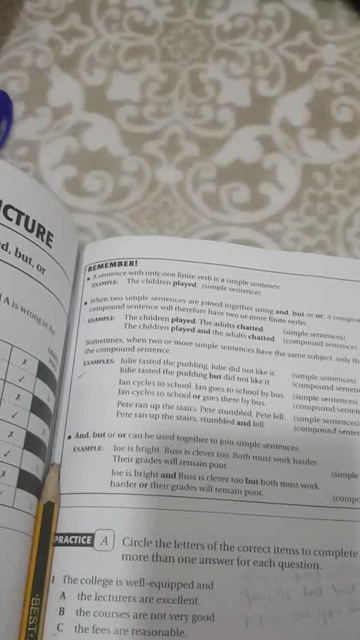 CTURE
nd, but, or
A is wrong in the
REMEMBER!
• A sentence with only one finite verb is a simple sentence.
EXAMPLE: The children played. (simple sentence)
• When two simple sentences are joined together using and, but or or, a
compound sentence will therefore have two or more finite verbs.
EXAMPLE: The children played. The adults chatted (simple sentences)
The children played and the adults chatted (compound sentence)
Sometimes, when two or more simple sentences have the same subject, only
the compound sentence.
EXAMPLES: Julie tasted the pudding. Julie did not like it. (simple sentences)
Julie tasted the pudding but did not like it
Ian cycles to school. Ian goes to school by bus. (simple sentences)
Ian cycles to school or goes there by bus.
Pete ran up the stairs. Pete stumbled. Pete fell. (simple sentences)
Pete ran up the stairs, stumbled and fell.
• And, but or or can be used together to join simple sentences
EXAMPLE: Joe is bright. Russ is clever too. Both must work harder
Their grades will remain poor. (simple
Joe is bright and Russ is clever too but both must work
harder or their grades will remain poor.
PRACTICE A Circle the letters of the correct items to complete
more than one answer for each question.
1 The college is well-equipped and
A the lecturers are excellent.
B the courses are not very good.
C the fees are reasonable.
BEST